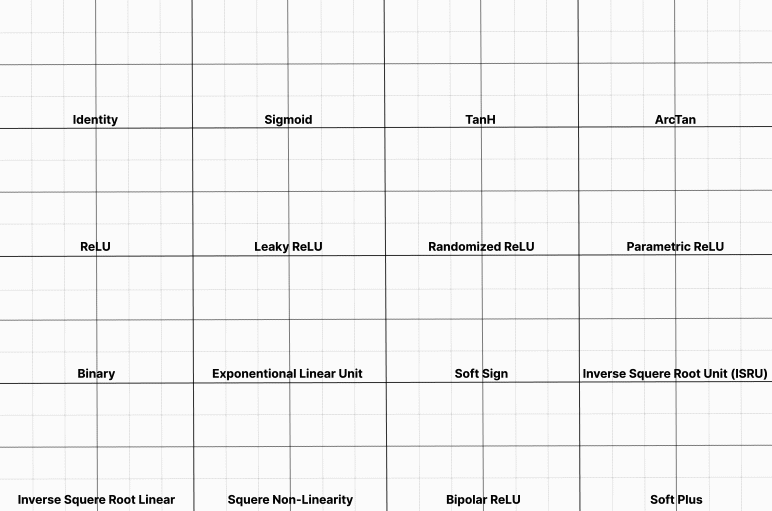 Identity
Sigmoid
TanH
ArcTan
ReLU
Leaky ReLU
Randomized ReLU
Parametric ReLU
Binary
Exponentional Linear Unit
Soft Sign
Inverse Squere Root Unit (ISRU)
Inverse Squere Root Linear
Squere Non-Linearity
Bipolar ReLU
Soft Plus